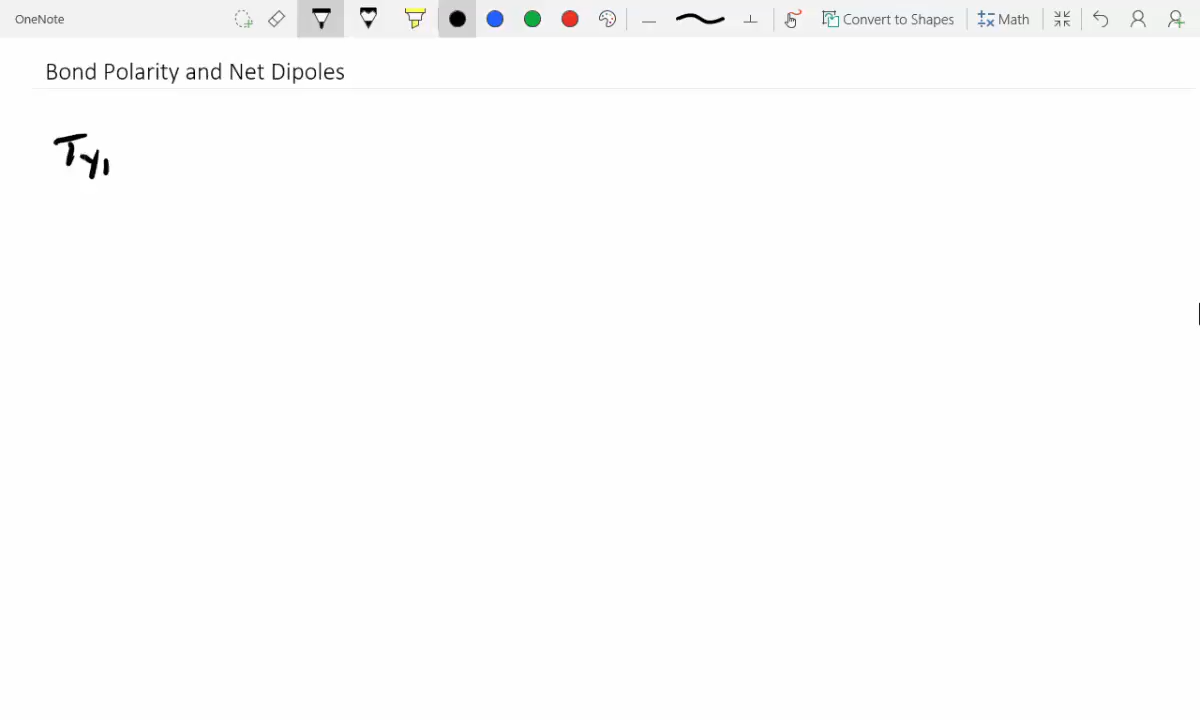 OneNote
Convert to Shapes
Math
Bond Polarity and Net Dipoles
Ty